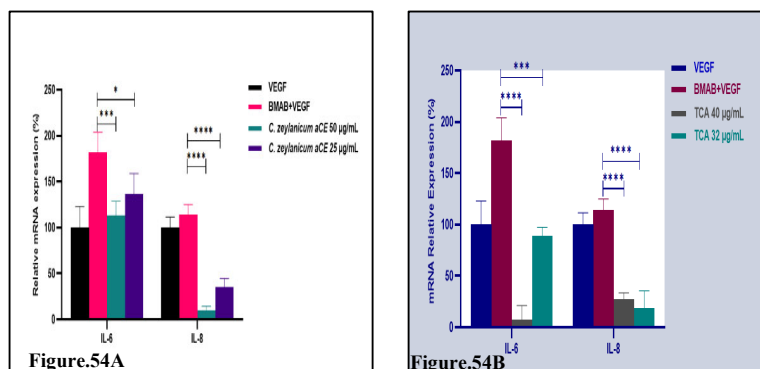 VEGF
BMAB+VEGF
C. zeylanicum aCE 50 µg/mL
C. zeylanicum aCE 25 µg/mL
Relative mRNA expression (%)
250
200
150
100
50
0
*
***
****
****
IL-6
IL-8
Figure.54A
VEGF
BMAB+VEGF
TCA 40 µg/mL
TCA 32 µg/mL
mRNA Relative Expression (%)
250
200
150
100
50
0
***
****
****
****
IL-6
IL-8
Figure.54B